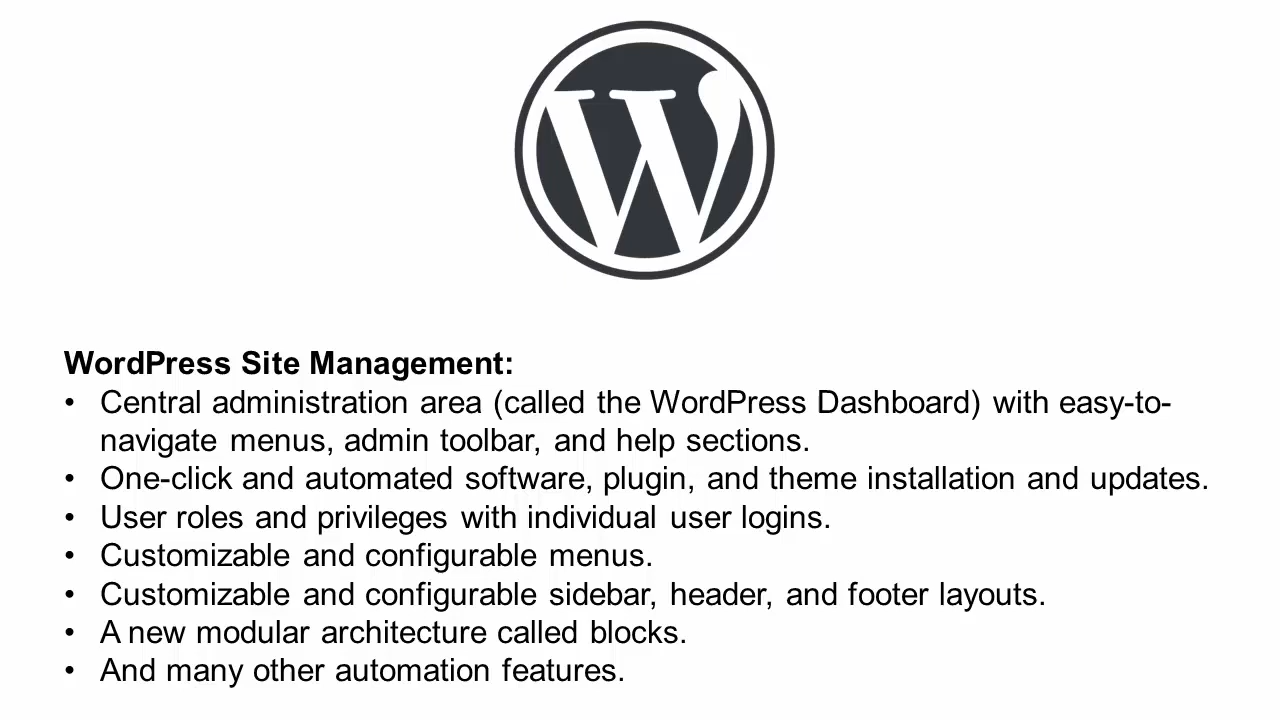 W
WordPress Site Management:
• Central administration area (called the WordPress Dashboard) with easy-to-
navigate menus, admin toolbar, and help sections.
• One-click and automated software, plugin, and theme installation and updates.
• User roles and privileges with individual user logins.
• Customizable and configurable menus.
• Customizable and configurable sidebar, header, and footer layouts.
• A new modular architecture called blocks.
• And many other automation features.